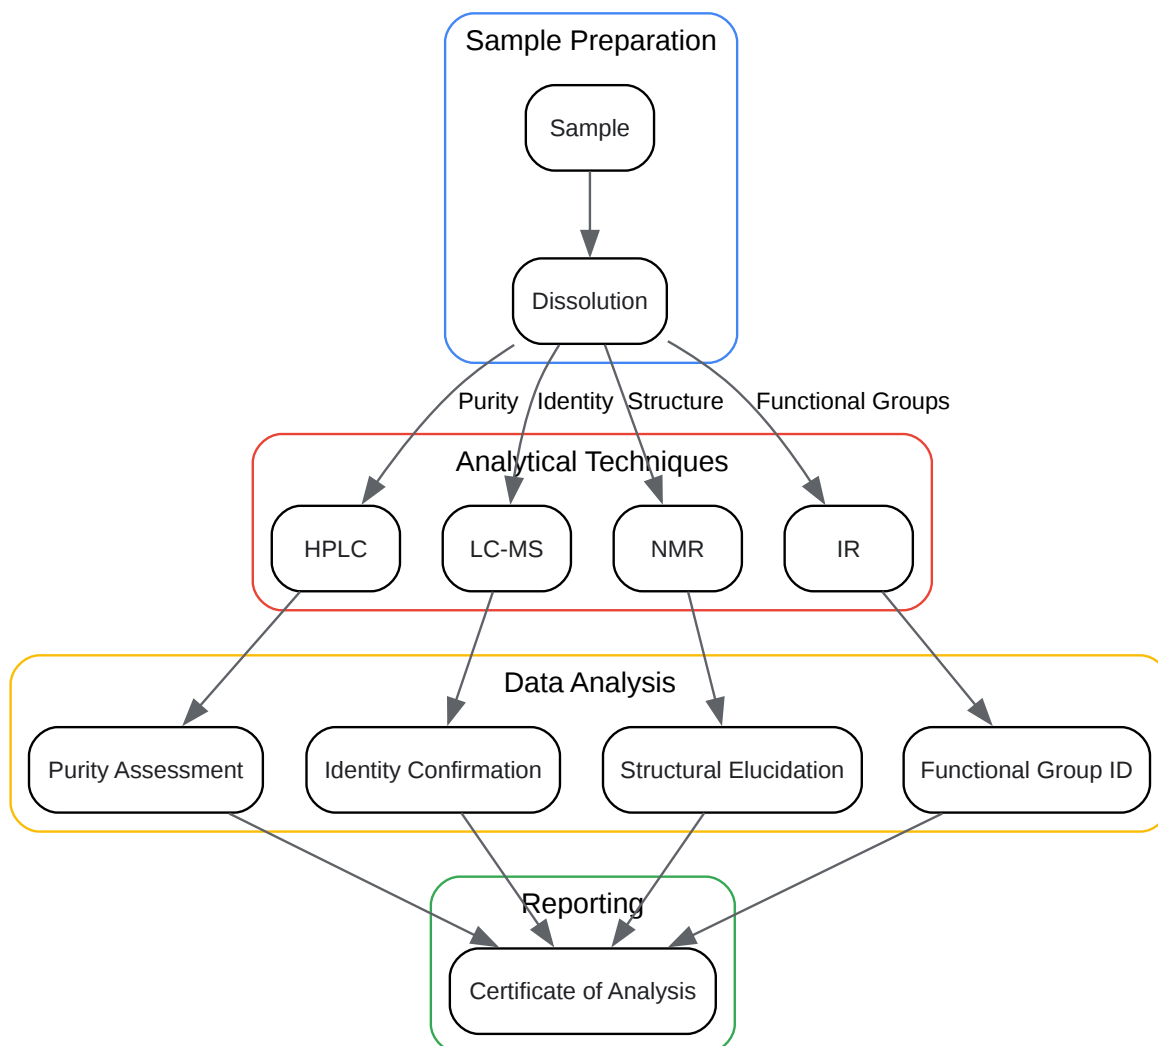 Sample Preparation
Sample
Dissolution
Purity
Identity
Structure
Functional Groups
Analytical Techniques
HPLC
LC-MS
NMR
IR
Data Analysis
Purity Assessment
Identity Confirmation
Structural Elucidation
Functional Group ID
Reporting
Certificate of Analysis